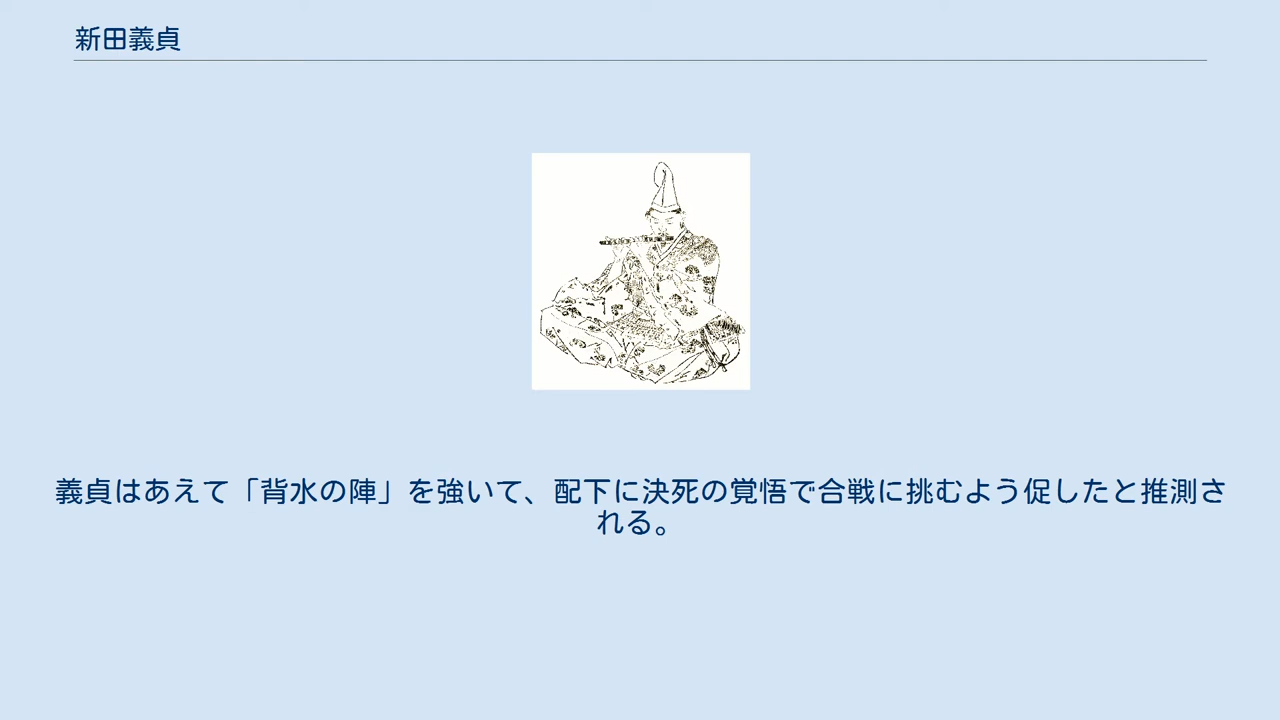 新田義貞
義貞はあえて「背水の陣」を強いて、配下に決死の覚悟で合戦に挑むよう促したと推測さ
れる。